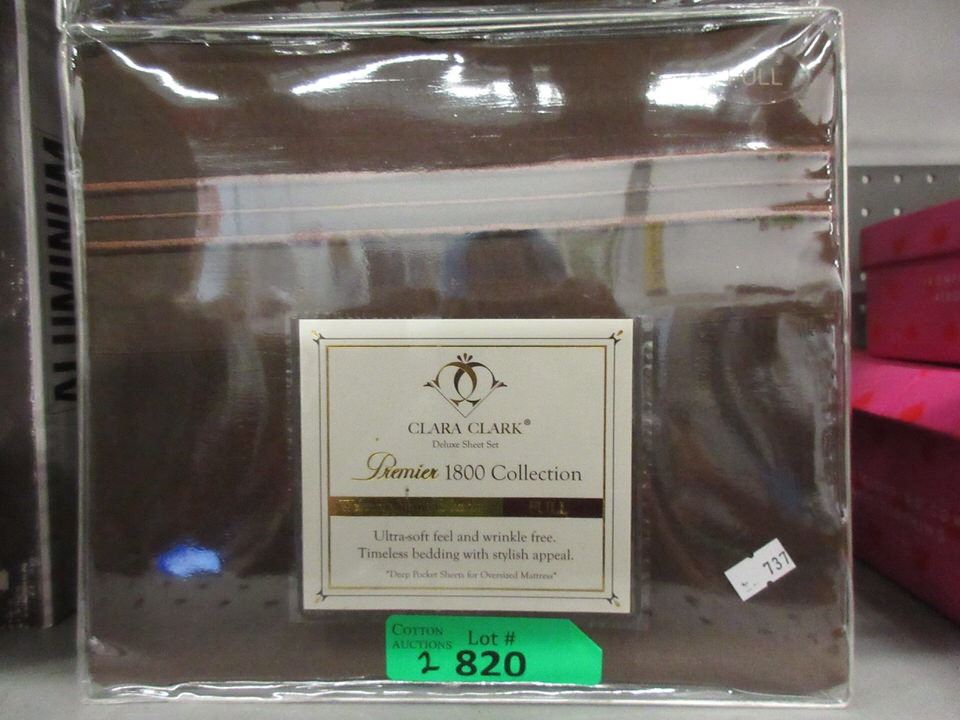 FULL
ALUMINUM
CLARA CLARK®
Deluxe Sheet Set
Premier 1800 Collection
FULL
Ultra-soft feel and wrinkle free.
Timeless bedding with stylish appeal.
"Deep Pocket Sheets for Oversized Mattress"
737
COTTON
AUCTIONS
Lot #
2 820